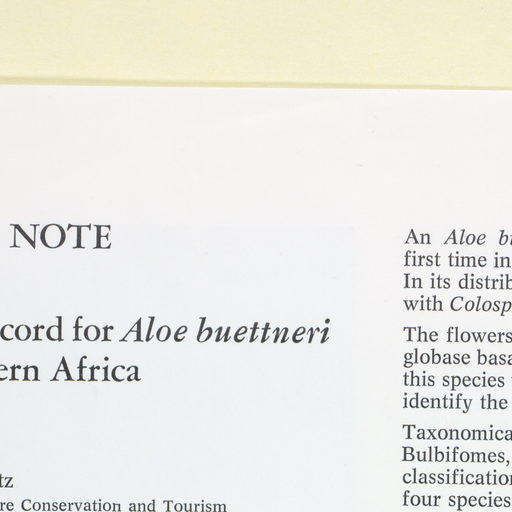 NOTE
cord for Aloe buettneri
ern Africa
tz
re Conservation and Tourism
An Aloe bu
first time in
In its distrib
with Colosp
The flowers
globase basa
this species
identify the
Taxonomica
Bulbifomes,
classification
four species